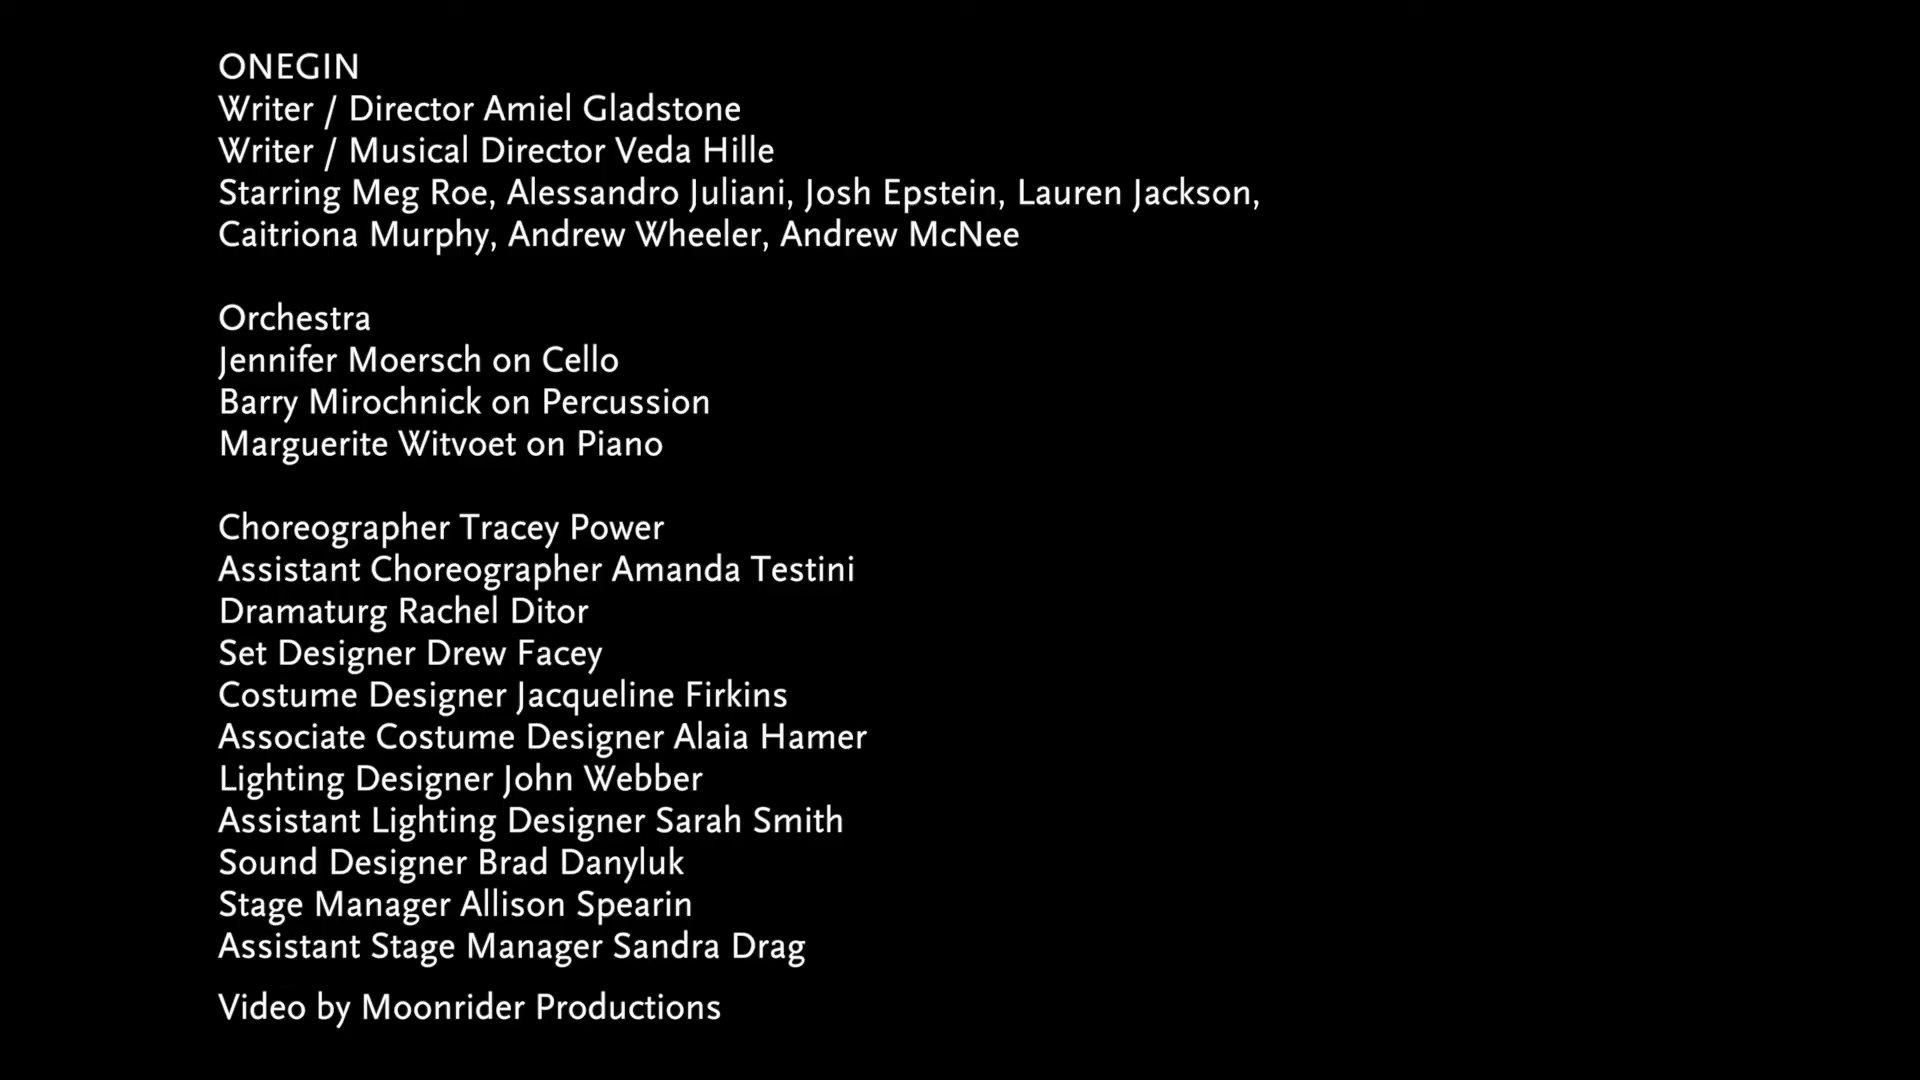 ONEGIN
Writer / Director Amiel Gladstone
Writer / Musical Director Veda Hille
Starring Meg Roe, Alessandro Juliani, Josh Epstein, Lauren Jackson,
Caitriona Murphy, Andrew Wheeler, Andrew McNee
Orchestra
Jennifer Moersch on Cello
Barry Mirochnick on Percussion
Marguerite Witvoet on Piano
Choreographer Tracey Power
Assistant Choreographer Amanda Testini
Dramaturg Rachel Ditor
Set Designer Drew Facey
Costume Designer Jacqueline Firkins
Associate Costume Designer Alaia Hamer
Lighting Designer John Webber
Assistant Lighting Designer Sarah Smith
Sound Designer Brad Danyluk
Stage Manager Allison Spearin
Assistant Stage Manager Sandra Drag
Video by Moonrider Productions